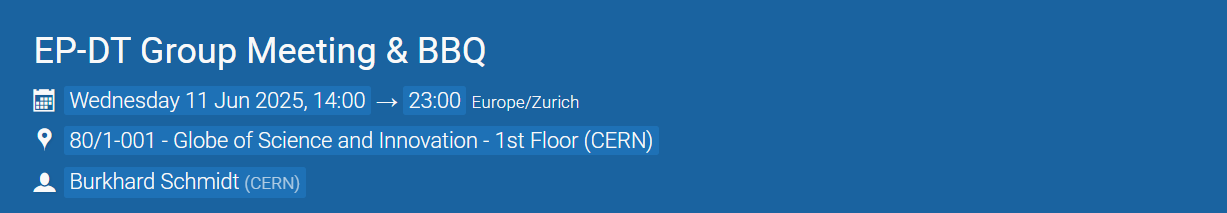 EP-DT Group Meeting & BBQ
Wednesday 11 Jun 2025, 14:00 → 23:00 Europe/Zurich
80/1-001 - Globe of Science and Innovation - 1st Floor (CERN)
Burkhard Schmidt (CERN)